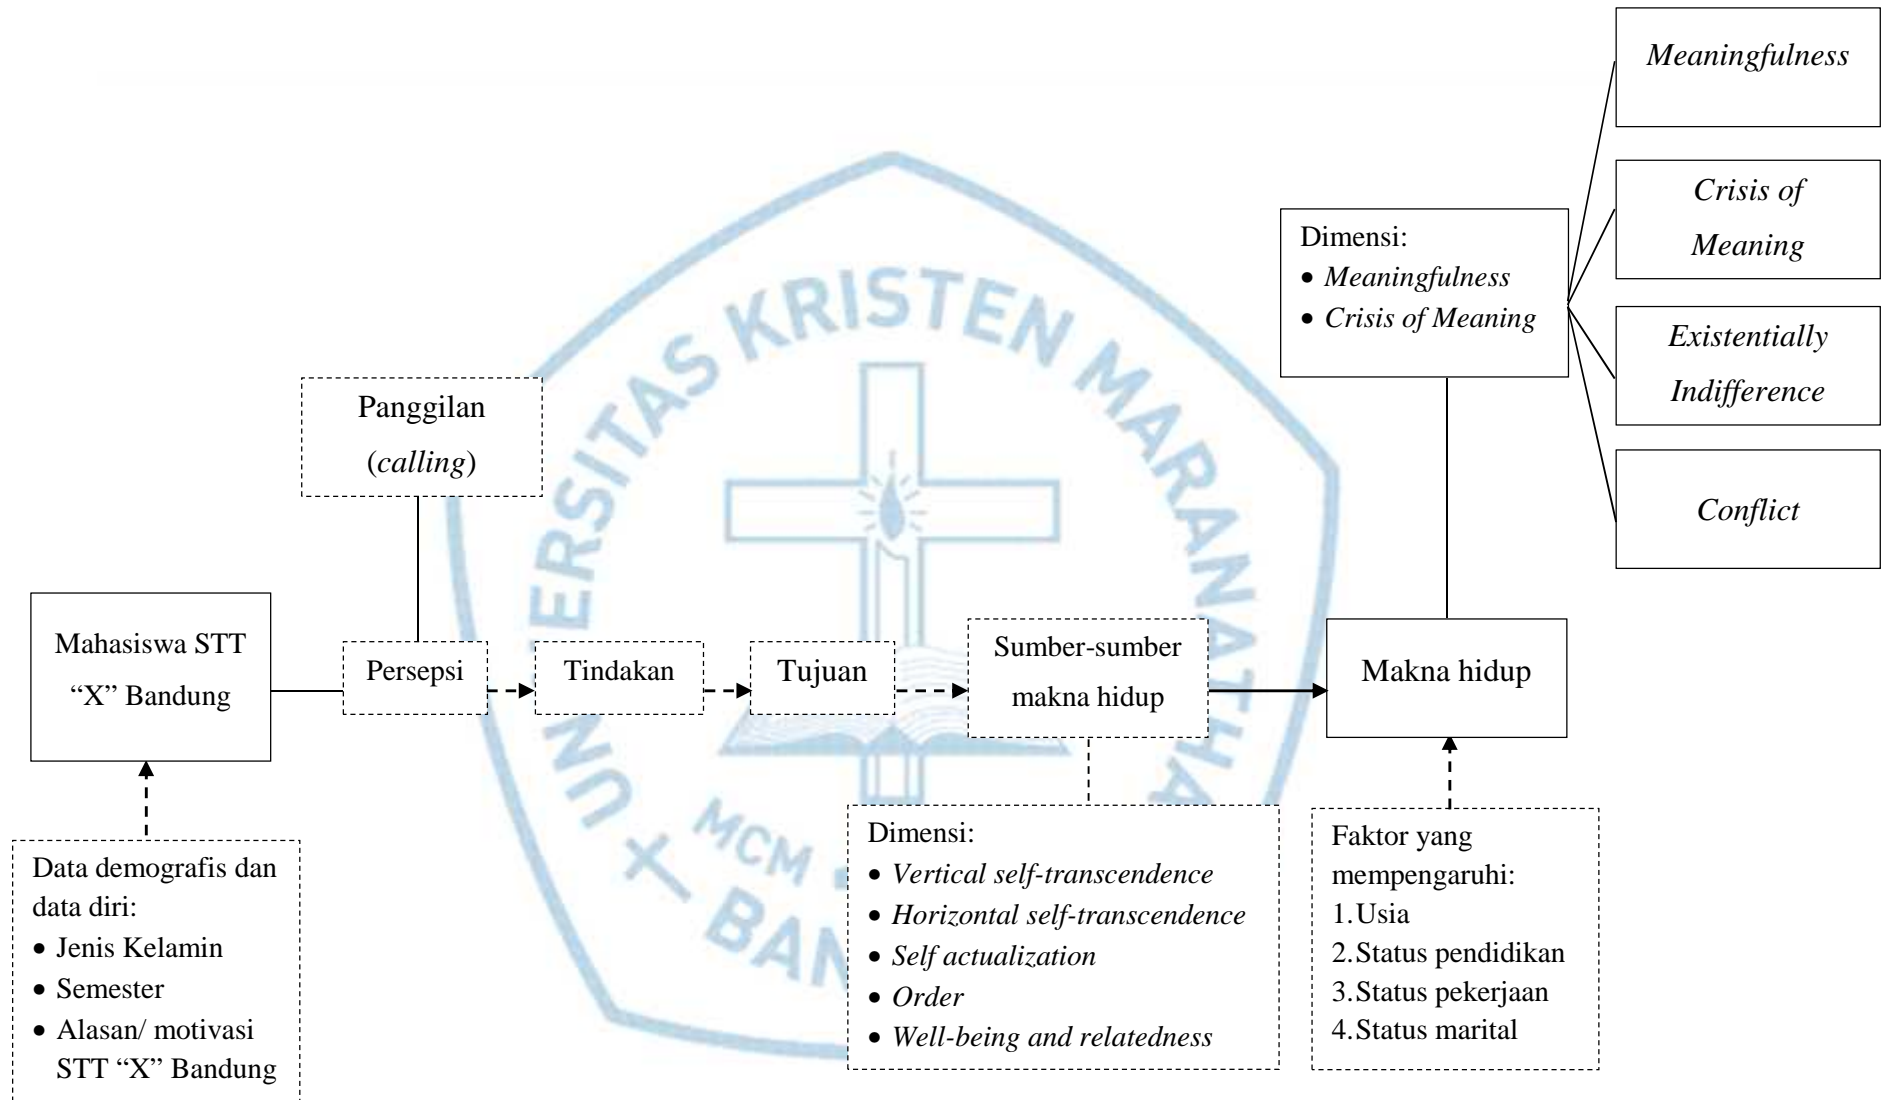 Meaningfulness
Crisis of
Meaning
Existentially
Indifference
Conflict
Dimensi:
• Meaningfulness
• Crisis of Meaning
Panggilan
(calling)
Mahasiswa STT
“X” Bandung
Persepsi
Tindakan
Tujuan
Sumber-sumber
makna hidup
Makna hidup
Data demografis dan
data diri:
• Jenis Kelamin
• Semester
• Alasan/ motivasi
STT “X” Bandung
Dimensi:
• Vertical self-transcendence
• Horizontal self-transcendence
• Self actualization
• Order
• Well-being and relatedness
Faktor yang
mempengaruhi:
1.Usia
2.Status pendidikan
3.Status pekerjaan
4.Status marital
UN ERSITAS KRISTEN MARANATHA
MCM
BAN